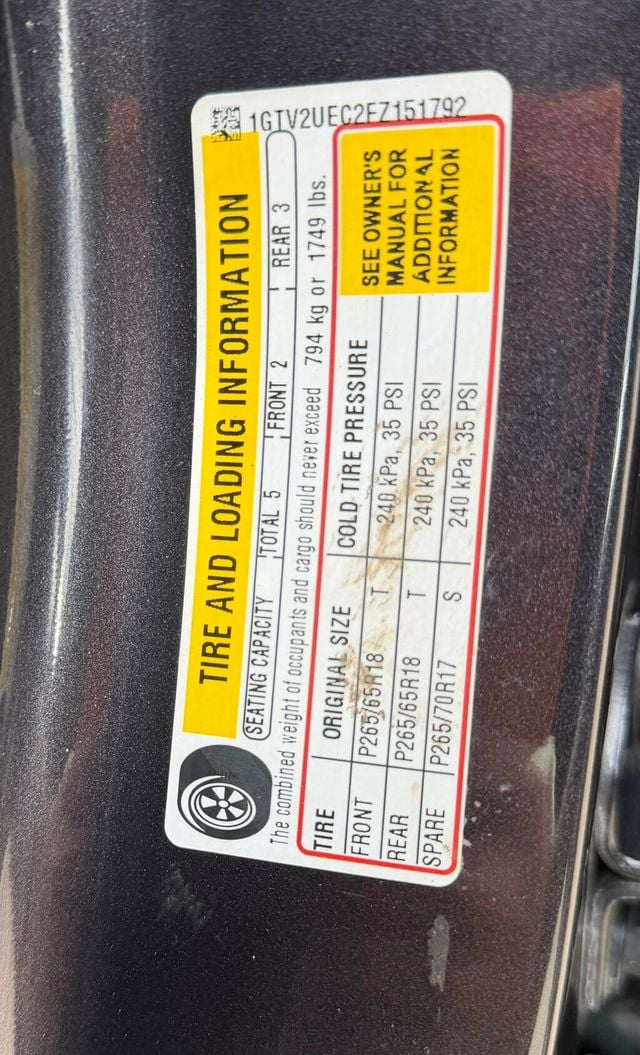 1GTV2UEC2EZ151792
TIRE AND LOADING INFORMATION
SEATING CAPACITY TOTAL 5 FRONT 2 REAR 3
The combined weight of occupants and cargo should never exceed 794 kg or 1749 lbs.
TIRE ORIGINAL SIZE COLD TIRE PRESSURE
FRONT P265/65R18 T 240 kPa, 35 PSI
REAR P265/65R18 T 240 kPa, 35 PSI
SPARE P265/70R17 S 240 kPa, 35 PSI
SEE OWNER'S
MANUAL FOR
ADDITIONAL
INFORMATION